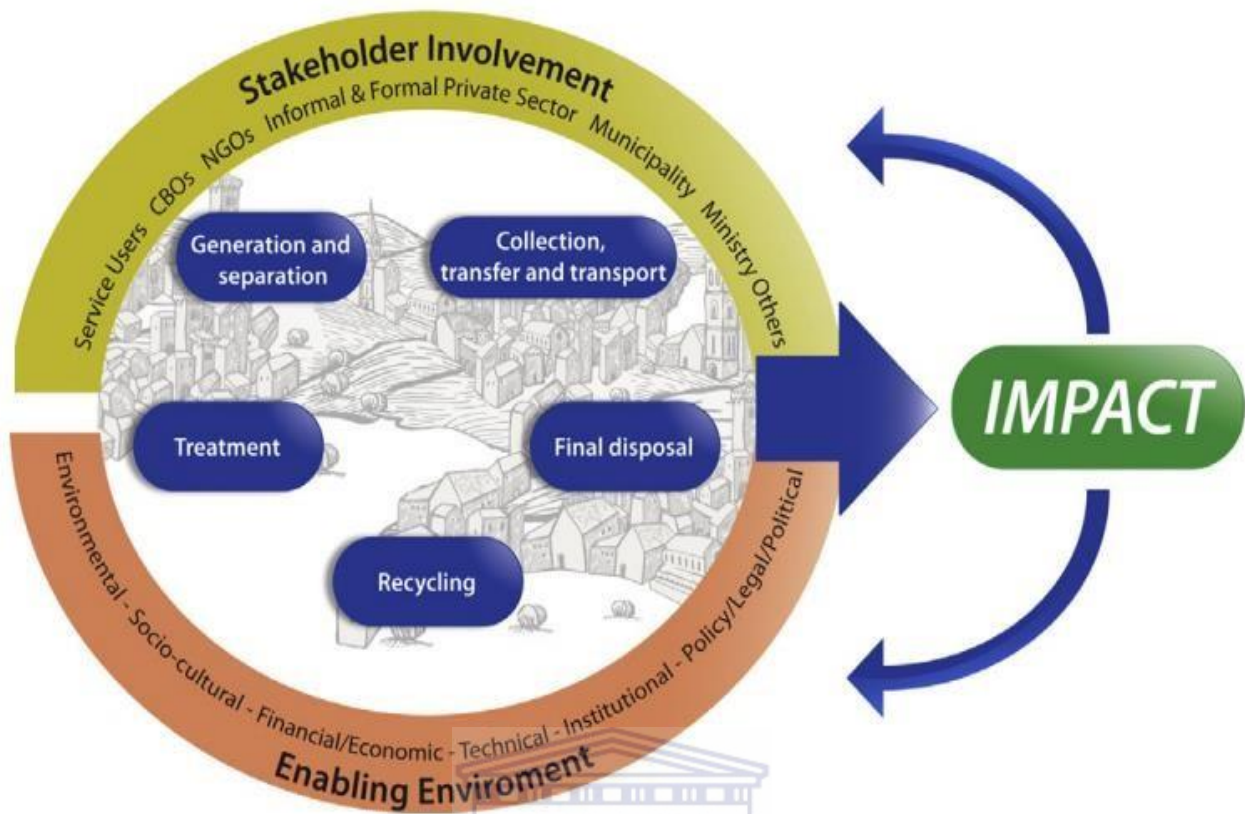 Stakeholder Involvement
Service Users CBOs NGOs Informal & Formal Private Sector Municipality Ministry Others
Generation and
separation
Collection,
transfer and transport
Treatment
Final disposal
Recycling
IMPACT
Environmental - Socio-cultural - Financial/Economic - Technical - Institutional - Policy/Legal/Political
Enabling Enviroment